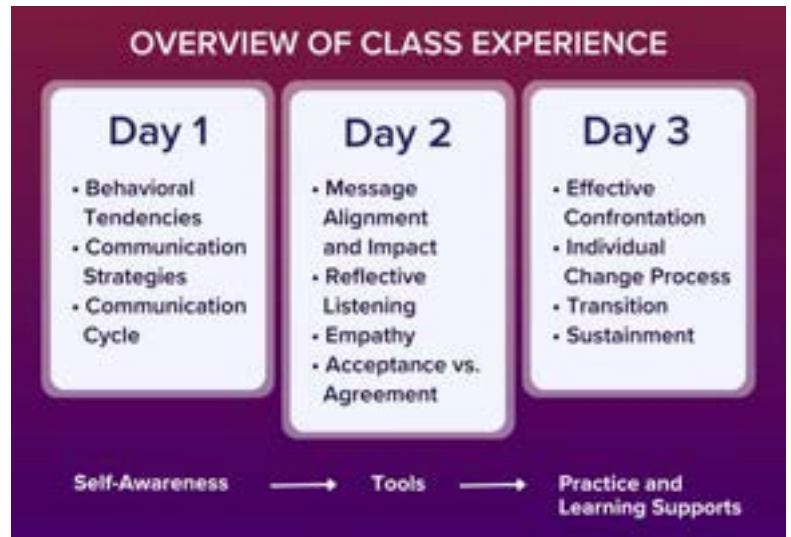 OVERVIEW OF CLASS EXPERIENCE
Day 1
• Behavioral
Tendencies
• Communication
Strategies
• Communication
Cycle
Day 2
• Message
Alignment
and Impact
• Reflective
Listening
• Empathy
• Acceptance vs.
Agreement
Day 3
• Effective
Confrontation
• Individual
Change Process
• Transition
• Sustainment
Self-Awareness → Tools → Practice and
Learning Supports